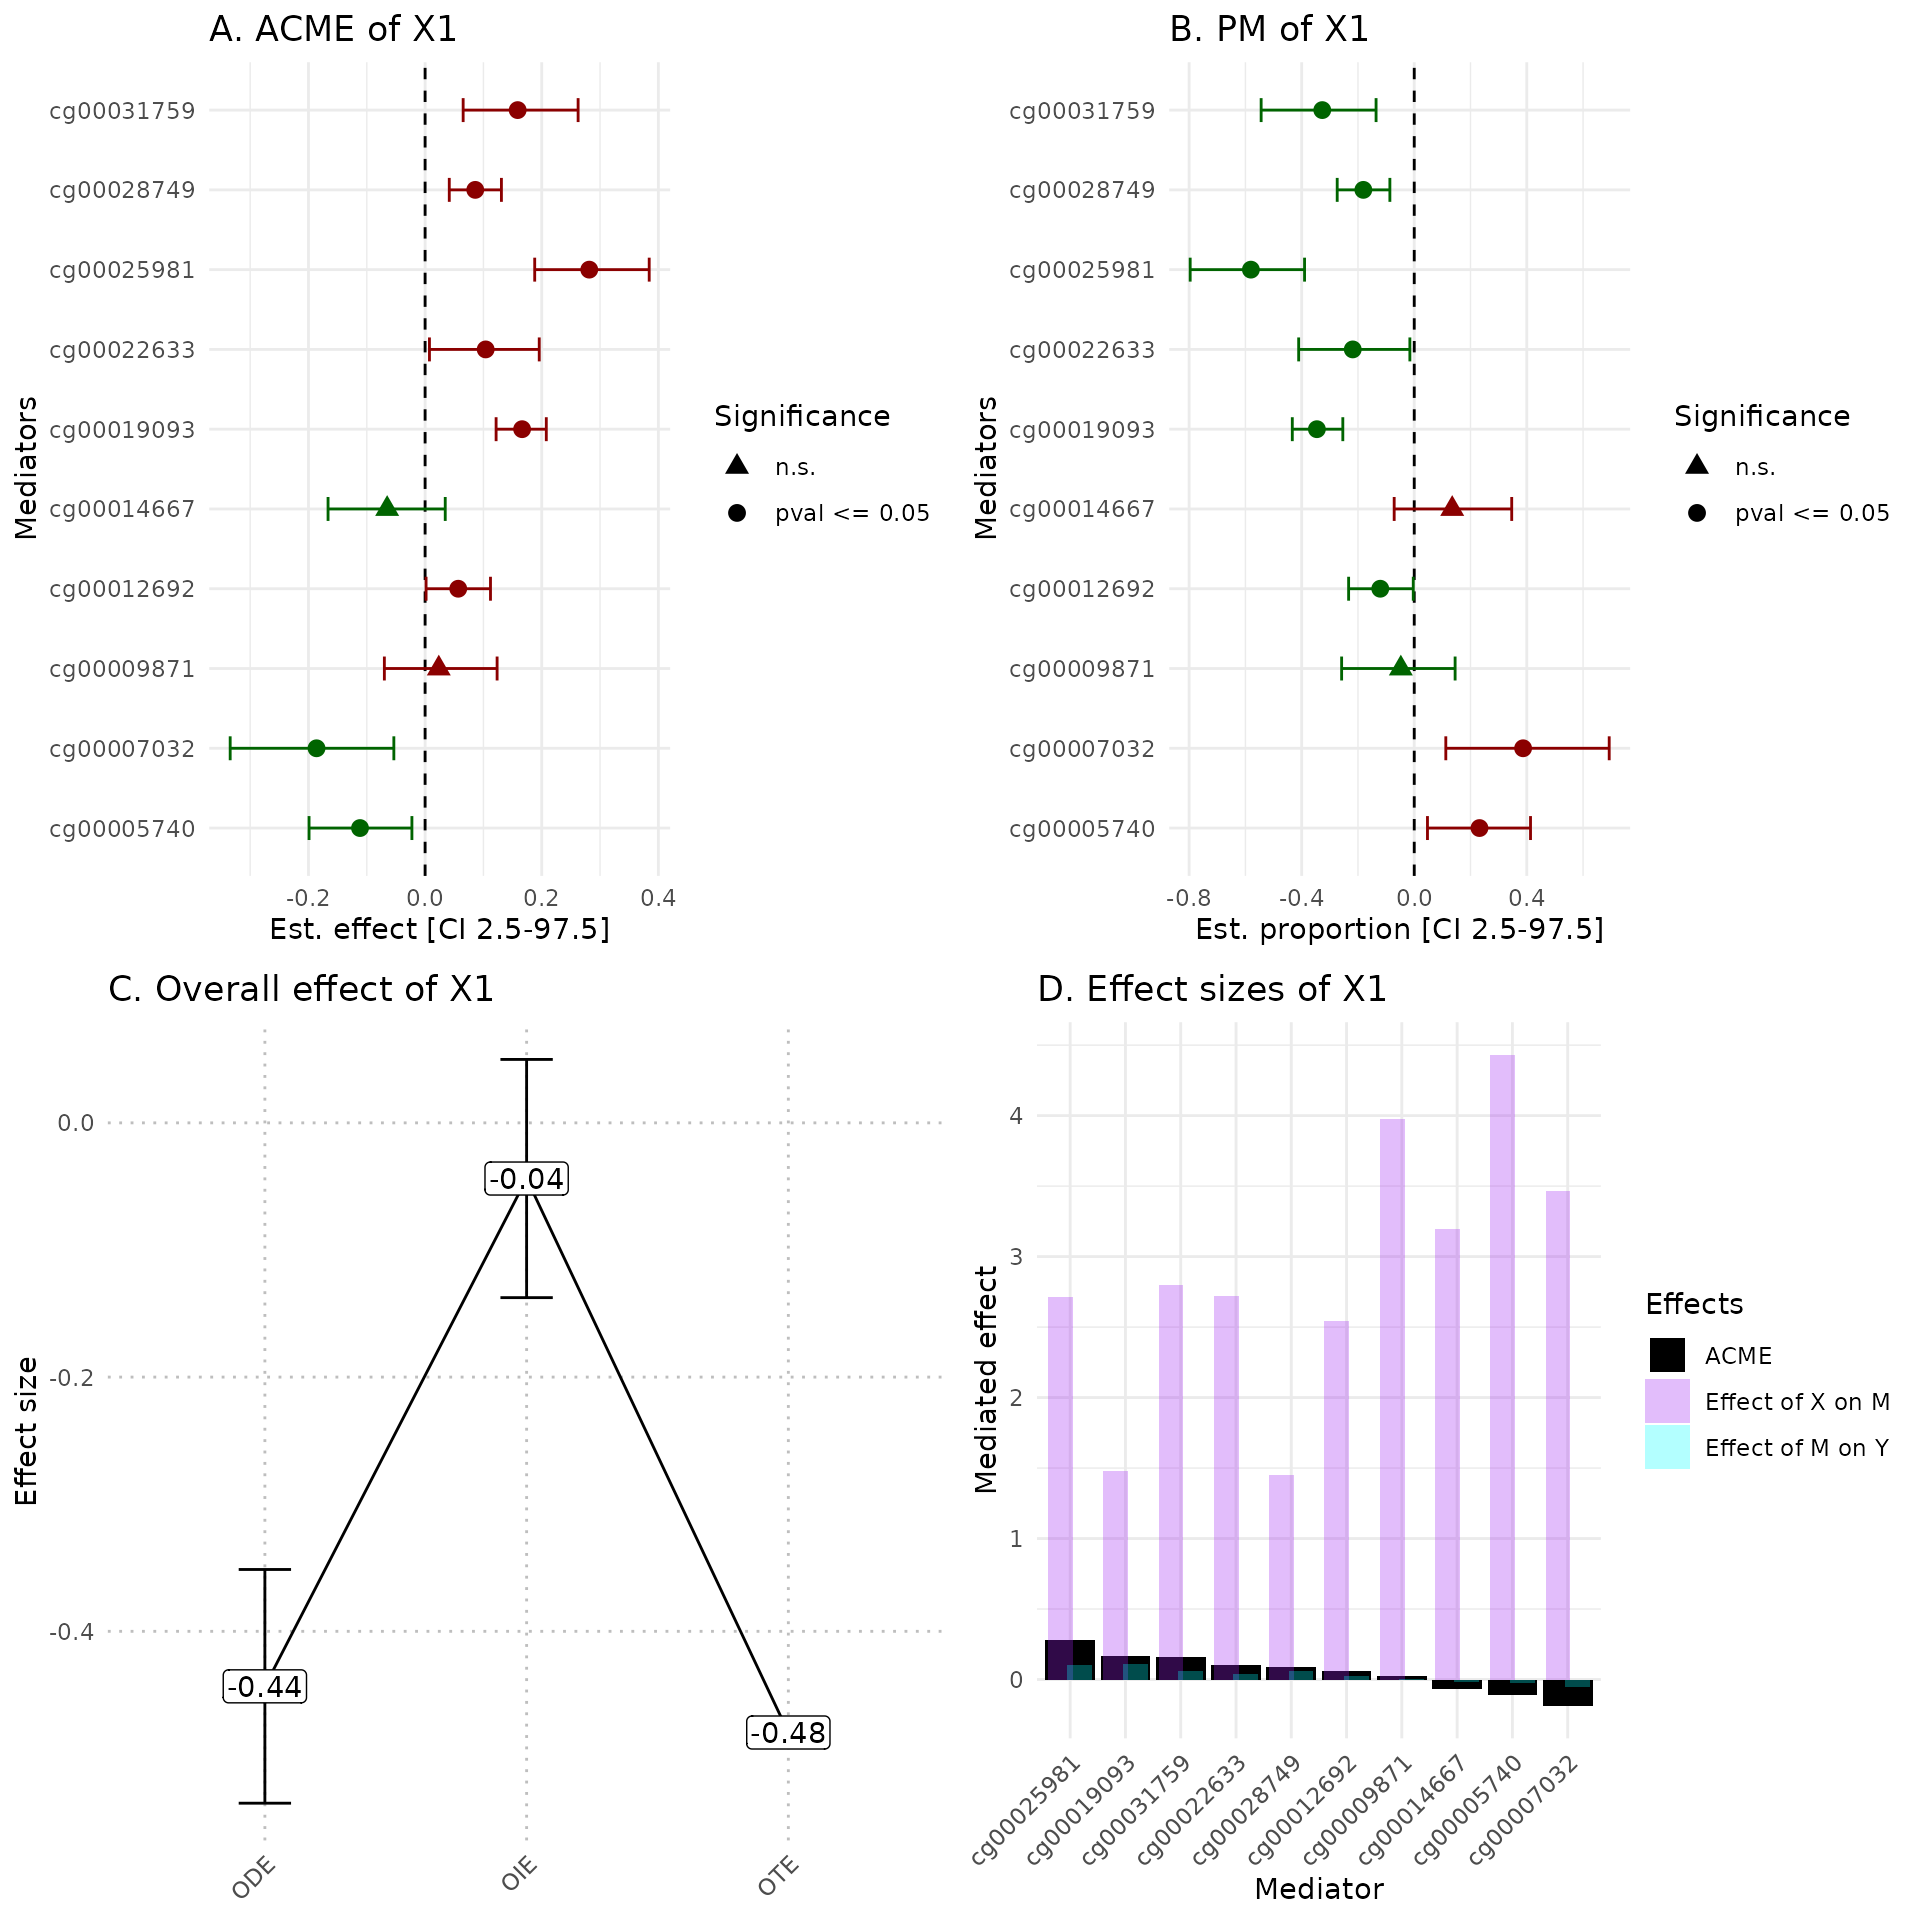 A. ACME of X1
Mediators
cg00031759
cg00028749
cg00025981
cg00022633
cg00019093
cg00014667
cg00012692
cg00009871
cg00007032
cg00005740
-0.2 0.0 0.2 0.4
Est. effect [CI 2.5-97.5]
Significance
n.s.
pval <= 0.05
B. PM of X1
Mediators
cg00031759
cg00028749
cg00025981
cg00022633
cg00019093
cg00014667
cg00012692
cg00009871
cg00007032
cg00005740
-0.8 -0.4 0.0 0.4
Est. proportion [CI 2.5-97.5]
Significance
n.s.
pval <= 0.05
C. Overall effect of X1
Effect size
0.0
-0.2
-0.4
-0.44
-0.04
-0.48
ODE
OIE
OTE
D. Effect sizes of X1
Mediated effect
4
3
2
1
0
cg00025981
cg00019093
cg00031759
cg00022633
cg00028749
cg00012692
cg00009871
cg00014667
cg00005740
cg00007032
Mediator
Effects
ACME
Effect of X on M
Effect of M on Y